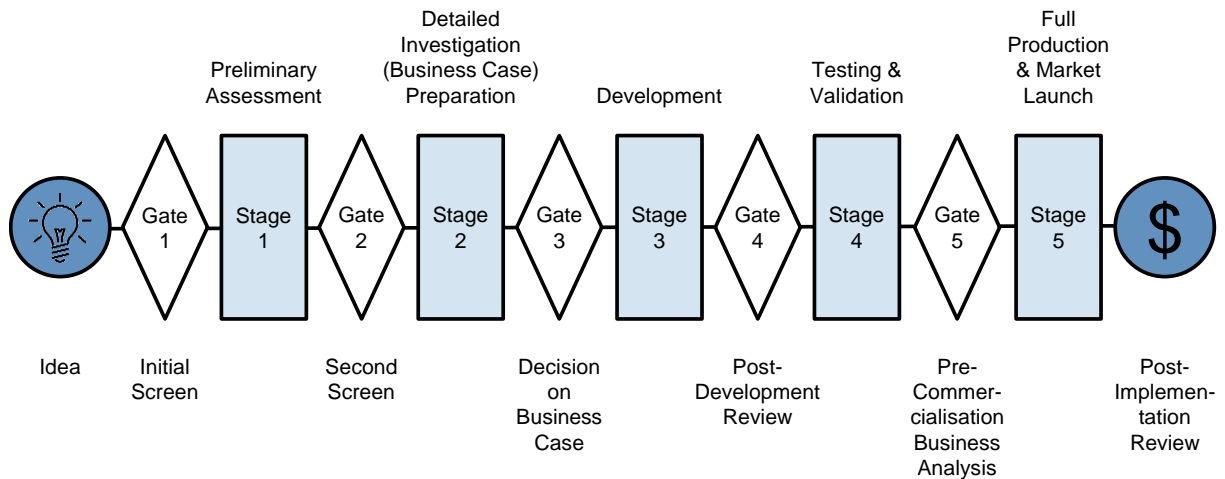 Preliminary
Assessment
Detailed
Investigation
(Business Case)
Preparation
Development
Testing &
Validation
Full
Production
& Market
Launch
Gate
1
Stage
1
Gate
2
Stage
2
Gate
3
Stage
3
Gate
4
Stage
4
Gate
5
Stage
5
$
Idea
Initial
Screen
Second
Screen
Decision
on
Business
Case
Post-
Development
Review
Pre-
Commer-
cialisation
Business
Analysis
Post-
Implemen-
tation
Review